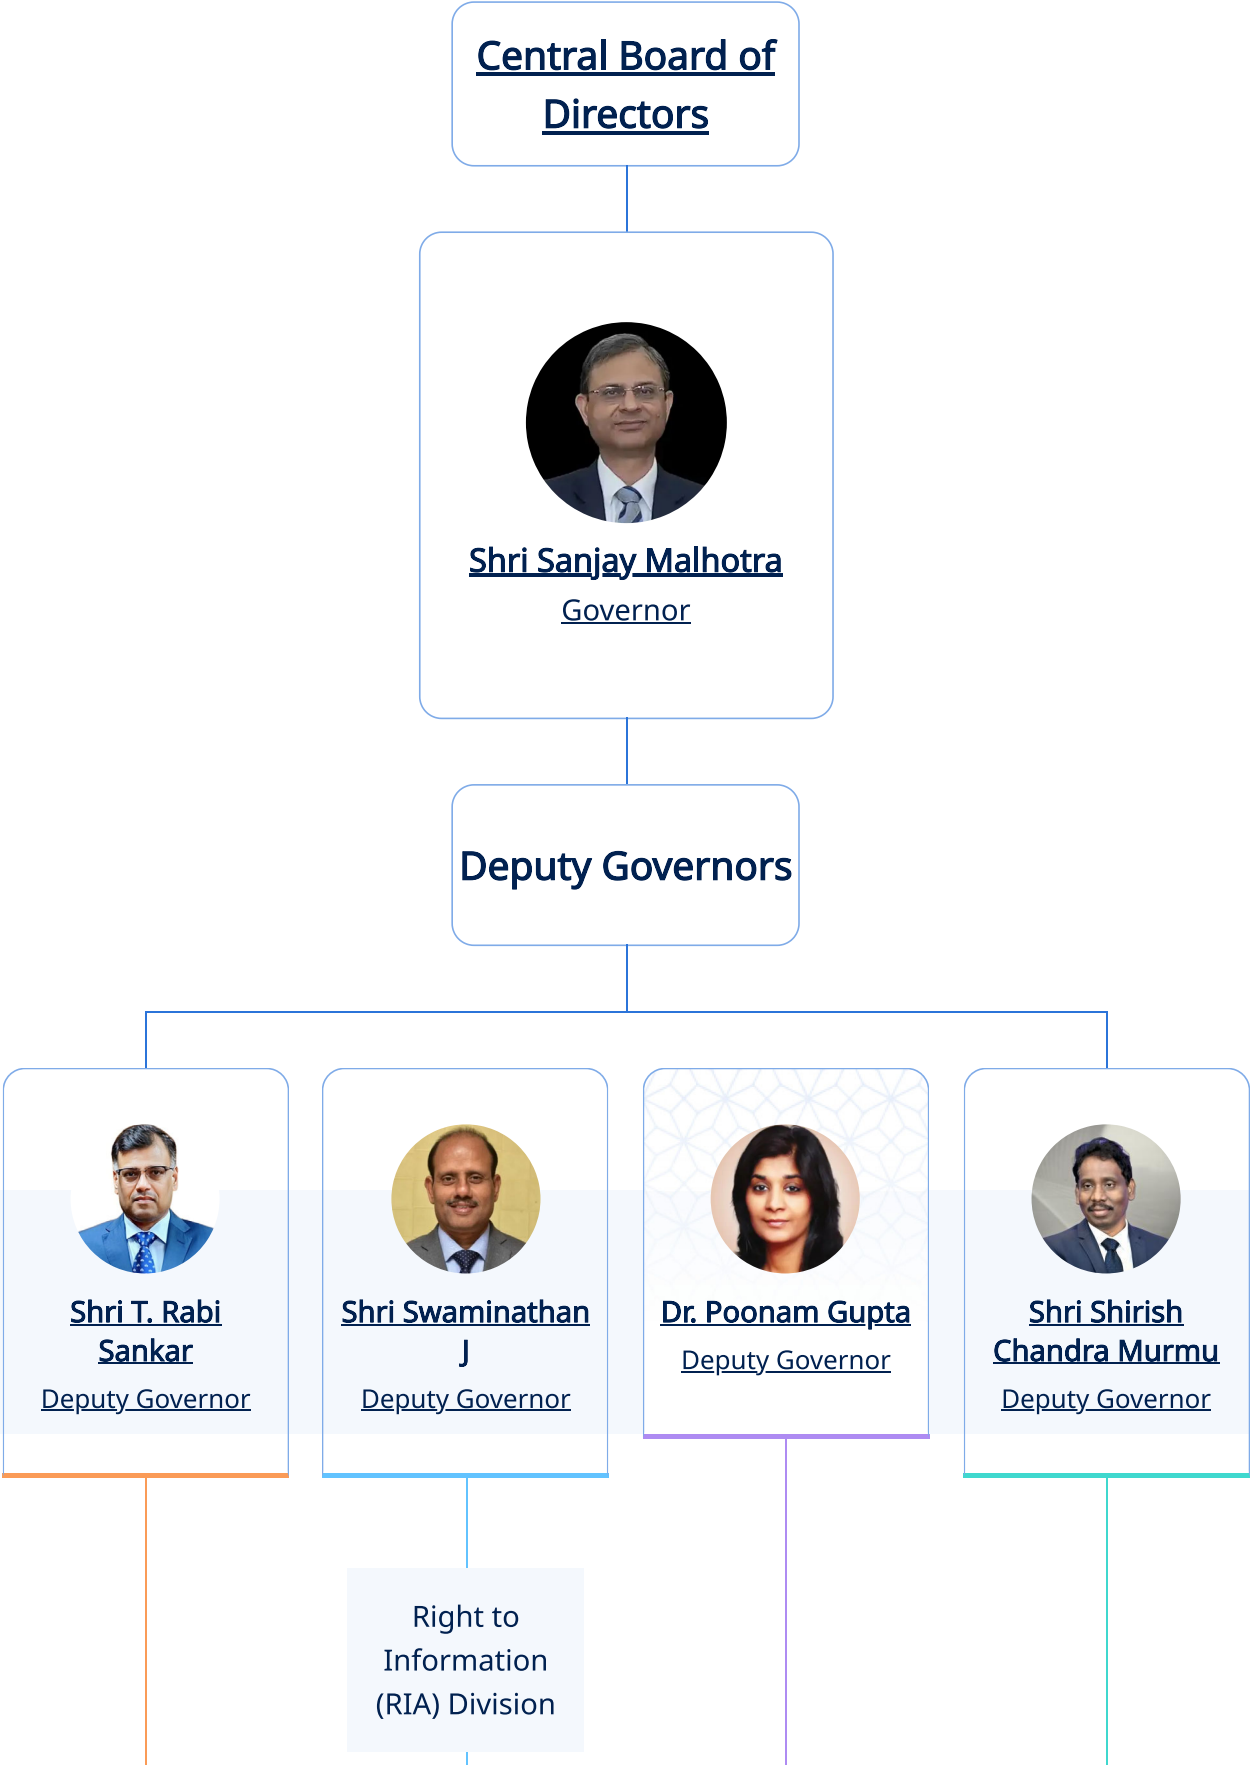 Central Board of
Directors
Shri Sanjay Malhotra
Governor
Deputy Governors
Shri T. Rabi
Sankar
Deputy Governor
Shri Swaminathan
J
Deputy Governor
Dr. Poonam Gupta
Deputy Governor
Shri Shirish
Chandra Murmu
Deputy Governor
Right to
Information
(RIA) Division